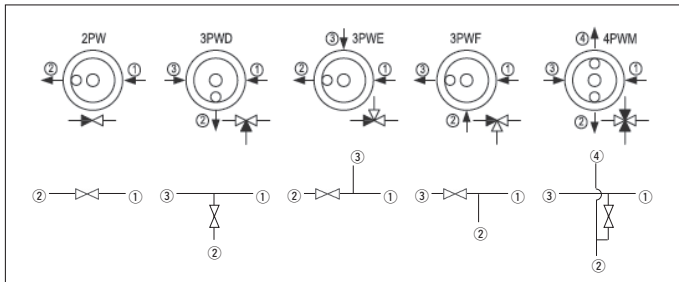 2PW 3PWD 3PWE 3PWF 4PWM
③ ④
② ① ③ ① ② ① ③ ① ③ ①
② ② ②
③ ④
② ① ③ ① ② ① ③ ① ③ ①
② ② ②